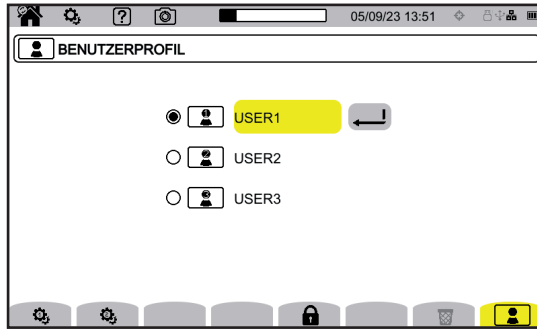 05/09/23 13:51
BENUTZERPROFIL
USER1
USER2
USER3